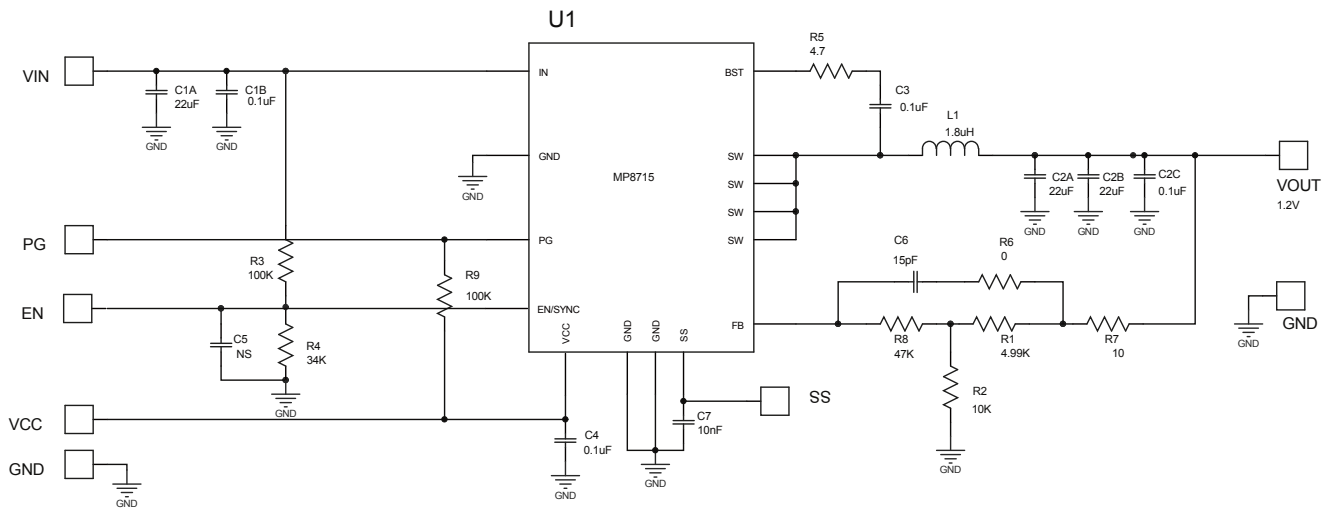 U1
R5
4.7
VIN
IN
BST
C1A
22uF
C1B
0.1uF
C3
0.1uF
GND
GND
L1
1.8uH
GND
SW
GND
MP8715
SW
SW
SW
C2A
22uF
C2B
22uF
C2C
0.1uF
VOUT
1.2V
GND
GND
GND
PG
PG
R3
100K
R9
100K
C6
15pF
R6
0
EN
EN/SYNC
FB
GND
GND
C5
NS
R4
34K
VCC
GND
GND
SS
R8
47K
R1
4.99K
R7
10
GND
R2
10K
SS
VCC
C4
0.1uF
C7
10nF
GND
GND
GND
GND
GND